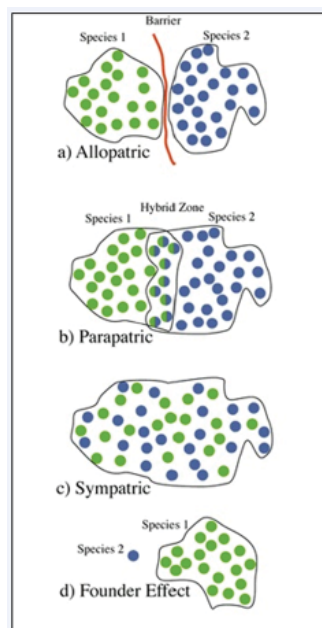 Barrier
Species 1
Species 2
a) Allopatric
Hybrid Zone
Species 1
Species 2
b) Parapatric
c) Sympatric
Species 1
Species 2
d) Founder Effect